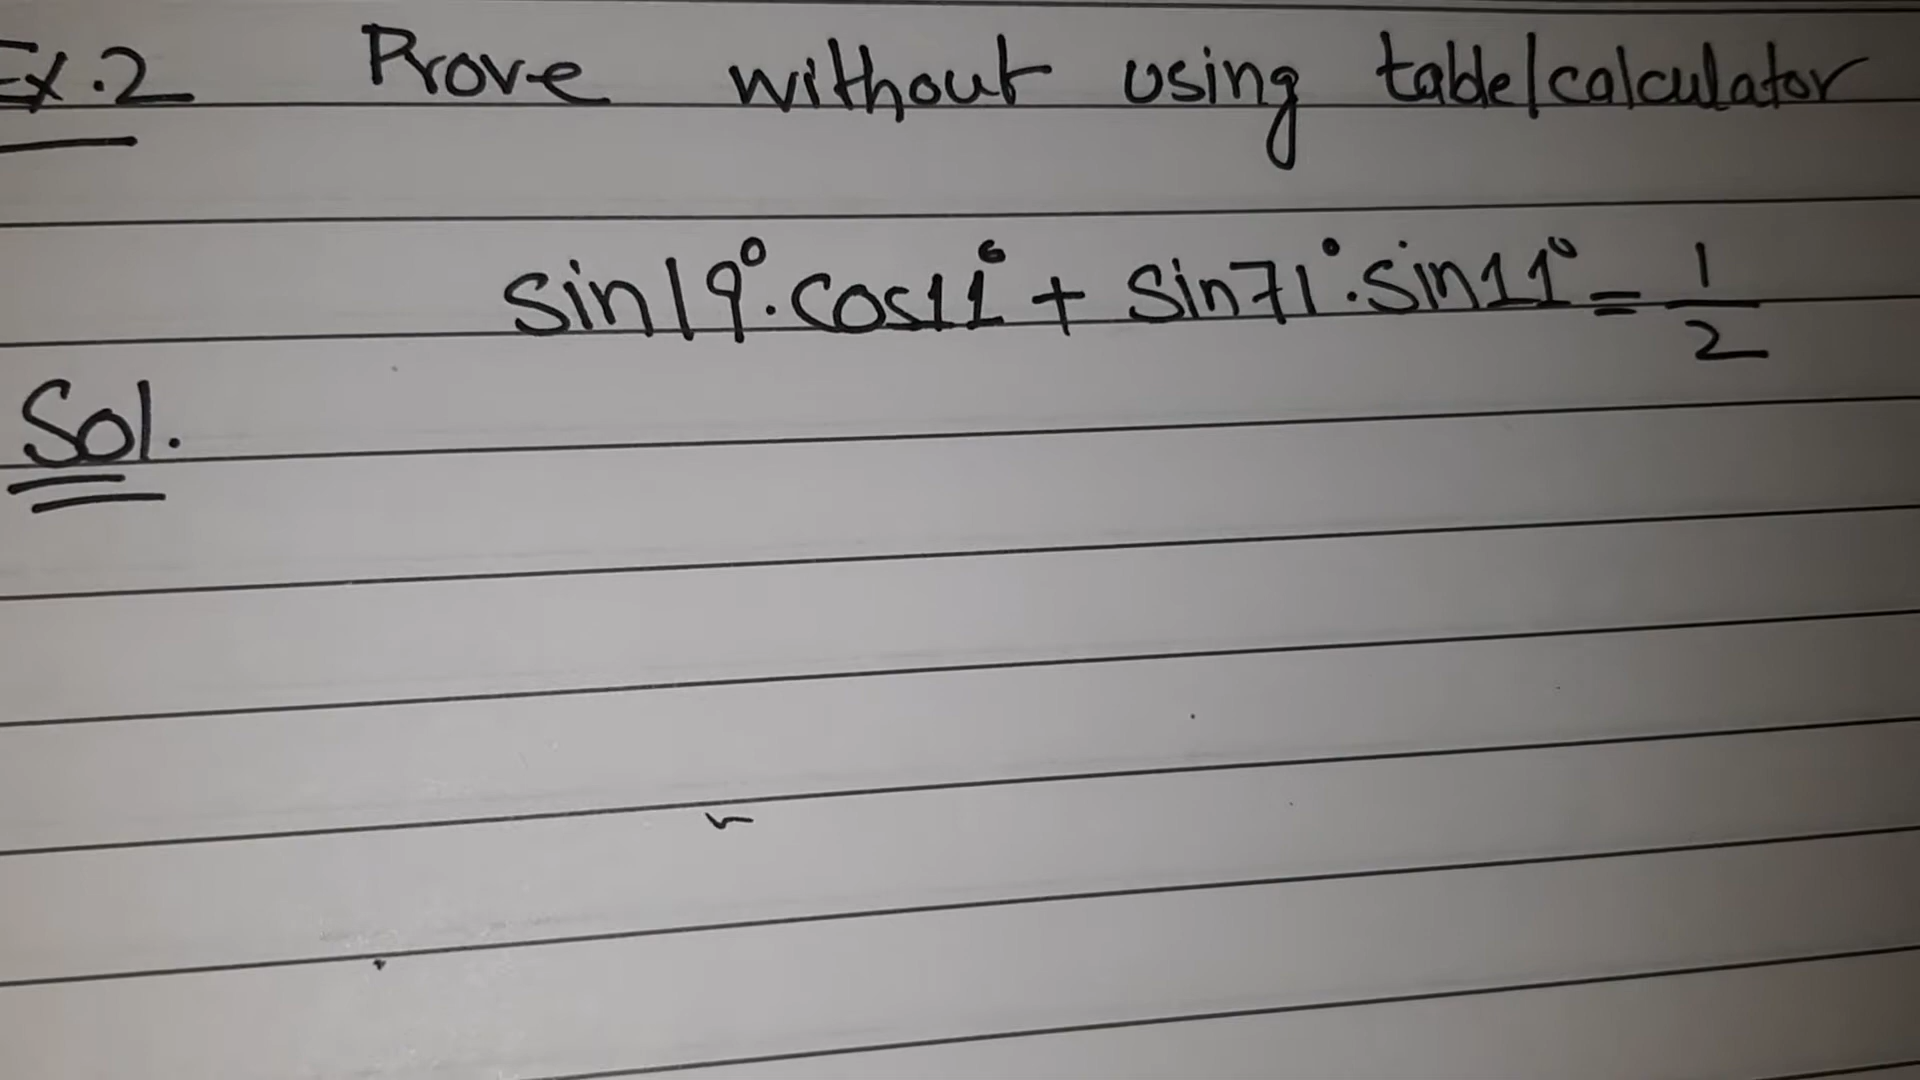 Ex.2 Prove without using table/calculator
sin19°.cos11° + sin71°.sin11° = 1/2
Sol.